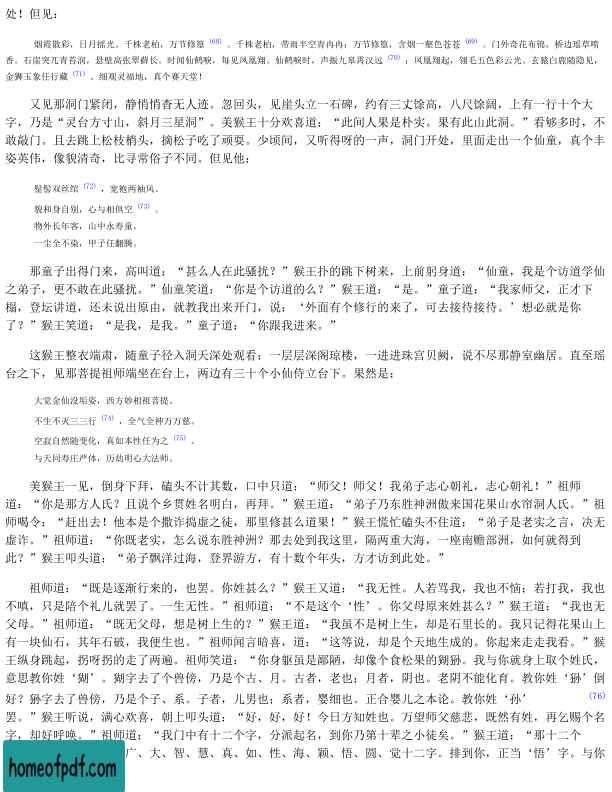 处！但见：
烟霞散彩，日月摇光。千株老柏，万节修篁 (68) 。千株老柏，带雨半空青冉冉；万节修篁，含烟一壑色苍苍 (69) 。门外奇花布锦，桥边瑶草喷
香。石崖突兀青苔润，悬壁高张翠藓长。时闻仙鹤唳，每见凤凰翔。仙鹤唳时，声振九皋霄汉远 (70) ；凤凰翔起，翎毛五色彩云光。玄猿白鹿随隐见，
金狮玉象任行藏 (71) 。细观灵福地，真个赛天堂！
又见那洞门紧闭，静悄悄杳无人迹。忽回头，见崖头立一石碑，约有三丈馀高，八尺馀阔，上有一行十个大
字，乃是“灵台方寸山，斜月三星洞”。美猴王十分欢喜道：“此间人果是朴实。果有此山此洞。”看够多时，不
敢敲门。且去跳上松枝梢头，摘松子吃了顽耍。少顷间，又听得呀的一声，洞门开处，里面走出一个仙童，真个丰
姿英伟，像貌清奇，比寻常俗子不同。但见他：
髽髻双丝绾 (72) ，宽袍两袖风。
貌和身自别，心与相俱空 (73) 。
物外长年客，山中永寿童。
一尘全不染，甲子任翻腾。
那童子出得门来，高叫道：“甚么人在此骚扰？”猴王扑的跳下树来，上前躬身道：“仙童，我是个访道学仙
之弟子，更不敢在此骚扰。”仙童笑道：“你是个访道的么？”猴王道：“是。”童子道：“我家师父，正才下
榻，登坛讲道，还未说出原由，就教我出来开门，说：‘外面有个修行的来了，可去接待接待。’想必就是你
了？”猴王笑道：“是我，是我。”童子道：“你跟我进来。”
这猴王整衣端肃，随童子径入洞天深处观看：一层层深阁琼楼，一进进珠宫贝阙，说不尽那静室幽居。直至瑶
台之下，见那菩提祖师端坐在台上，两边有三十个小仙侍立台下。果然是：
大觉金仙没垢姿，西方妙相祖菩提。
不生不灭三三行 (74) ，全气全神万万慈。
空寂自然随变化，真如本性任为之 (75) 。
与天同寿庄严体，历劫明心大法师。
美猴王一见，倒身下拜，磕头不计其数，口中只道：“师父！师父！我弟子志心朝礼，志心朝礼！”祖师
道：“你是那方人氏？且说个乡贯姓名明白，再拜。”猴王道：“弟子乃东胜神洲傲来国花果山水帘洞人氏。”祖
师喝令：“赶出去！他本是个撒诈捣虚之徒，那里修甚么道果！”猴王慌忙磕头不住道：“弟子是老实之言，决无
虚诈。”祖师道：“你既老实，怎么说东胜神洲？那去处到我这里，隔两重大海，一座南赡部洲，如何就得到
此？”猴王叩头道：“弟子飘洋过海，登界游方，有十数个年头，方才访到此处。”
祖师道：“既是逐渐行来的，也罢。你姓甚么？”猴王又道：“我无性。人若骂我，我也不恼；若打我，我也
不嗔，只是陪个礼儿就罢了。一生无性。”祖师道：“不是这个‘性’。你父母原来姓甚么？”猴王道：“我也无
父母。”祖师道：“既无父母，想是树上生的？”猴王道：“我虽不是树上生，却是石里长的。我只记得花果山上
有一块仙石，其年石破，我便生也。”祖师闻言暗喜，道：“这等说，却是个天地生成的。你起来走走我看。”猴
王纵身跳起，拐呀拐的走了两遍。祖师笑道：“你身躯虽是鄙陋，却像个食松果的猢狲。我与你就身上取个姓氏，
意思教你姓‘猢’。猢字去了个兽傍，乃是个古、月。古者，老也；月者，阴也。老阴不能化育。教你姓‘狲’倒
好？狲字去了兽傍，乃是个子、系。子者，儿男也；系者，婴细也。正合婴儿之本论。教你姓‘孙’ (76)
罢。”猴王听说，满心欢喜，朝上叩头道：“好，好，好！今日方知姓也。万望师父慈悲，既然有姓，再乞赐个名
字，却好呼唤。”祖师道：“我门中有十二个字，分派起名，到你乃第十辈之小徒矣。”猴王道：“那十二个
广、大、智、慧、真、如、性、海、颖、悟、圆、觉十二字。排到你，正当‘悟’字。与你
homeofpdf.com